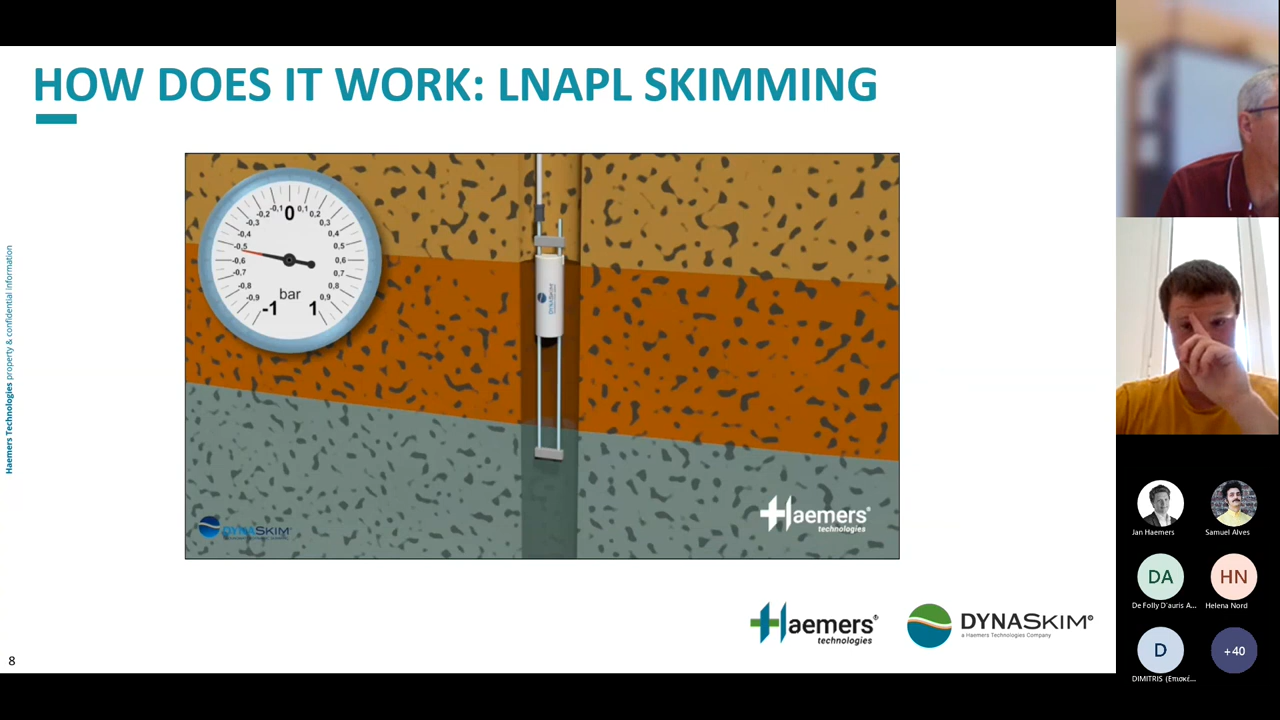 HOW DOES IT WORK: LNAPL SKIMMING
Haemers Technologies property & confidential information
0
-0,1
0,1
-0,2
0,2
-0,3
0,3
-0,4
0,4
-0,5
0,5
-0,6
0,6
-0,7
0,7
-0,8
0,8
-0,9
0,9
bar
-1
1
DYNASKIM
DYNASKIM
Haemers
technologies
Haemers®
technologies
DYNASKIM®
a Haemers Technologies Company
8
Jan Haemers
Samuel Alves
DA
HN
De Folly D'auris A...
Helena Nord
D
+40
DIMITRIS (Επισκέ...